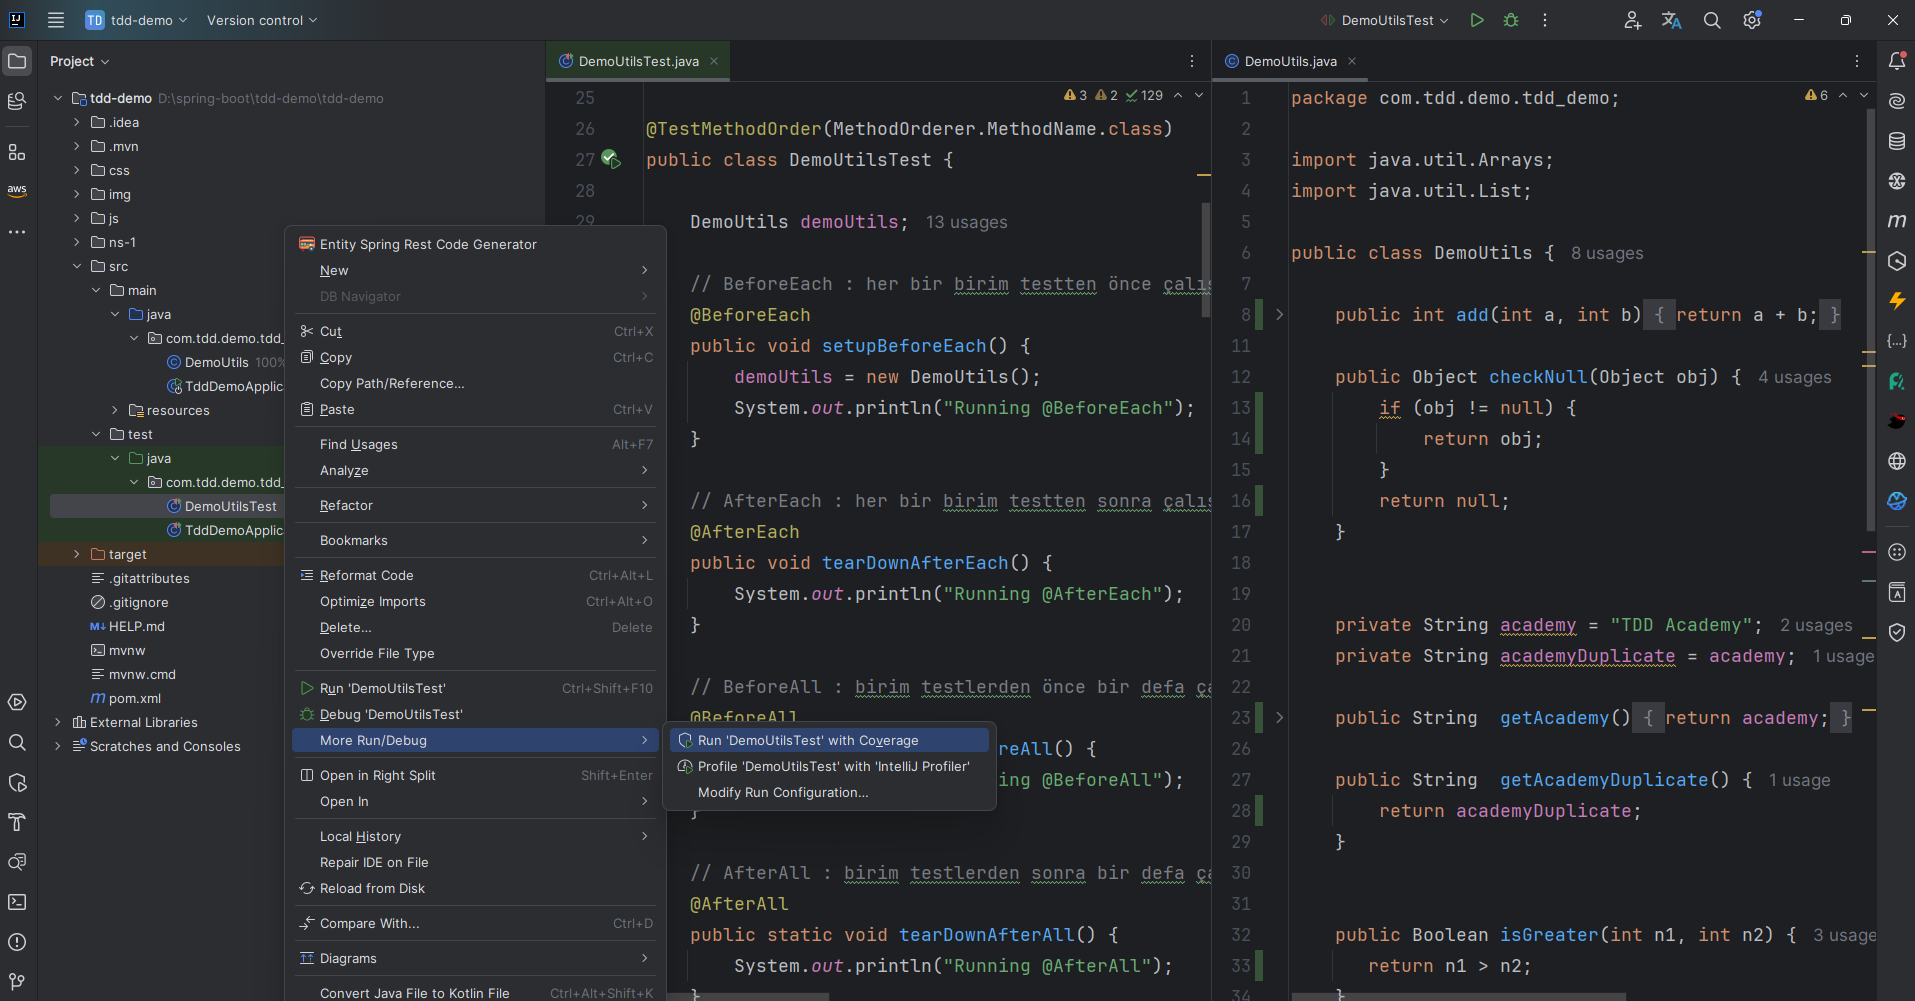 TD tdd-demo Version control
DemoUtilsTest
Project
tdd-demo D:\spring-boot\tdd-demo\tdd-demo
.idea
.mvn
css
img
js
ns-1
src
main
java
com.tdd.demo.tdd_
DemoUtils 100%
TddDemoApplic
resources
test
java
com.tdd.demo.tdd_
DemoUtilsTest
TddDemoApplic
target
.gitattributes
.gitignore
M↓ HELP.md
mvnw
mvnw.cmd
m pom.xml
External Libraries
Scratches and Consoles
aws
Entity Spring Rest Code Generator
New
DB Navigator
Cut Ctrl+X
Copy Ctrl+C
Copy Path/Reference...
Paste Ctrl+V
Find Usages Alt+F7
Analyze
Refactor
Bookmarks
Reformat Code Ctrl+Alt+L
Optimize Imports Ctrl+Alt+O
Delete... Delete
Override File Type
Run 'DemoUtilsTest' Ctrl+Shift+F10
Debug 'DemoUtilsTest'
More Run/Debug
Open in Right Split Shift+Enter
Open In
Local History
Repair IDE on File
Reload from Disk
Compare With... Ctrl+D
Diagrams
Convert Java File to Kotlin File Ctrl+Alt+Shift+K
Run 'DemoUtilsTest' with Coverage
Profile 'DemoUtilsTest' with 'IntelliJ Profiler'
Modify Run Configuration...
DemoUtilsTest.java
3 2 129
25
26 @TestMethodOrder(MethodOrderer.MethodName.class)
27 public class DemoUtilsTest {
28
29 DemoUtils demoUtils; 13 usages
// BeforeEach : her bir birim testten önce çalış
@BeforeEach
public void setupBeforeEach() {
demoUtils = new DemoUtils();
System.out.println("Running @BeforeEach");
}
// AfterEach : her bir birim testten sonra çalış
@AfterEach
public void tearDownAfterEach() {
System.out.println("Running @AfterEach");
}
// BeforeAll : birim testlerden önce bir defa ça
@BeforeAll
reAll() {
ing @BeforeAll");
}
// AfterAll : birim testlerden sonra bir defa ça
@AfterAll
public static void tearDownAfterAll() {
System.out.println("Running @AfterAll");
}
DemoUtils.java
6
1 package com.tdd.demo.tdd_demo;
2
3 import java.util.Arrays;
4 import java.util.List;
5
6 public class DemoUtils { 8 usages
7
8 public int add(int a, int b) { return a + b; }
11
12 public Object checkNull(Object obj) { 4 usages
13 if (obj != null) {
14 return obj;
15 }
16 return null;
17 }
18
19
20 private String academy = "TDD Academy"; 2 usages
21 private String academyDuplicate = academy; 1 usage
22
23 public String getAcademy() { return academy; }
26
27 public String getAcademyDuplicate() { 1 usage
28 return academyDuplicate;
29 }
30
31
32 public Boolean isGreater(int n1, int n2) { 3 usage
33 return n1 > n2;
34 }